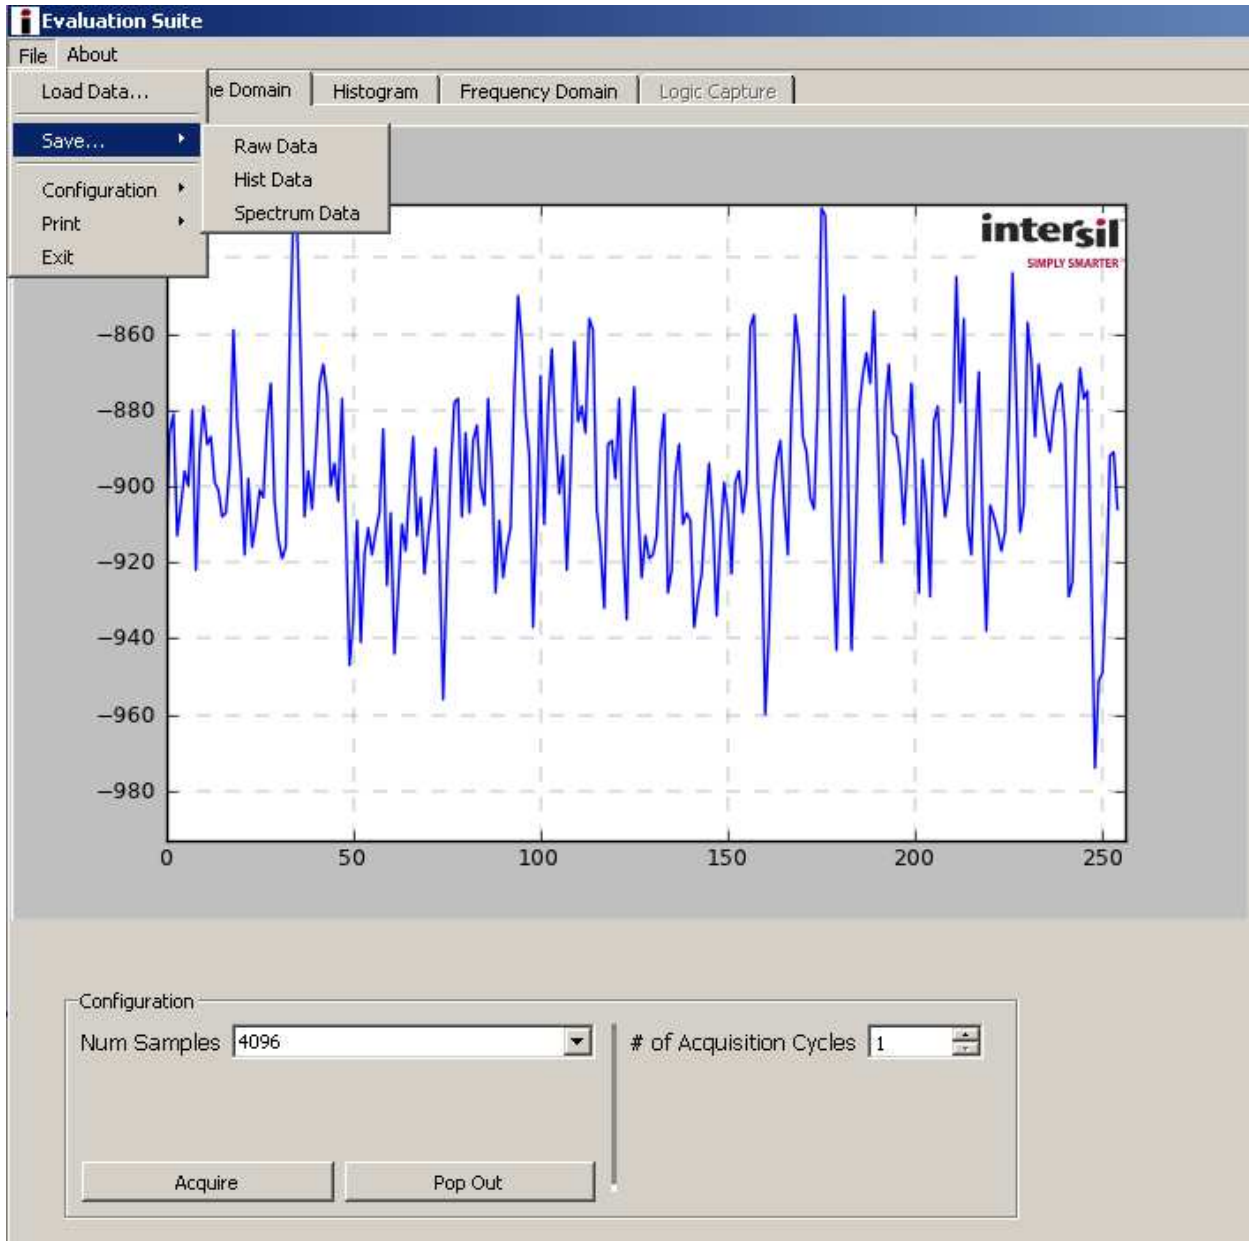 Evaluation Suite
File About
Load Data...
Save...
Configuration
Print
Exit
Raw Data
Hist Data
Spectrum Data
Domain Histogram Frequency Domain Logic Capture
intersil
SIMPLY SMARTER
−860
−880
−900
−920
−940
−960
−980
0 50 100 150 200 250
Configuration
Num Samples 4096 # of Acquisition Cycles 1
Acquire Pop Out